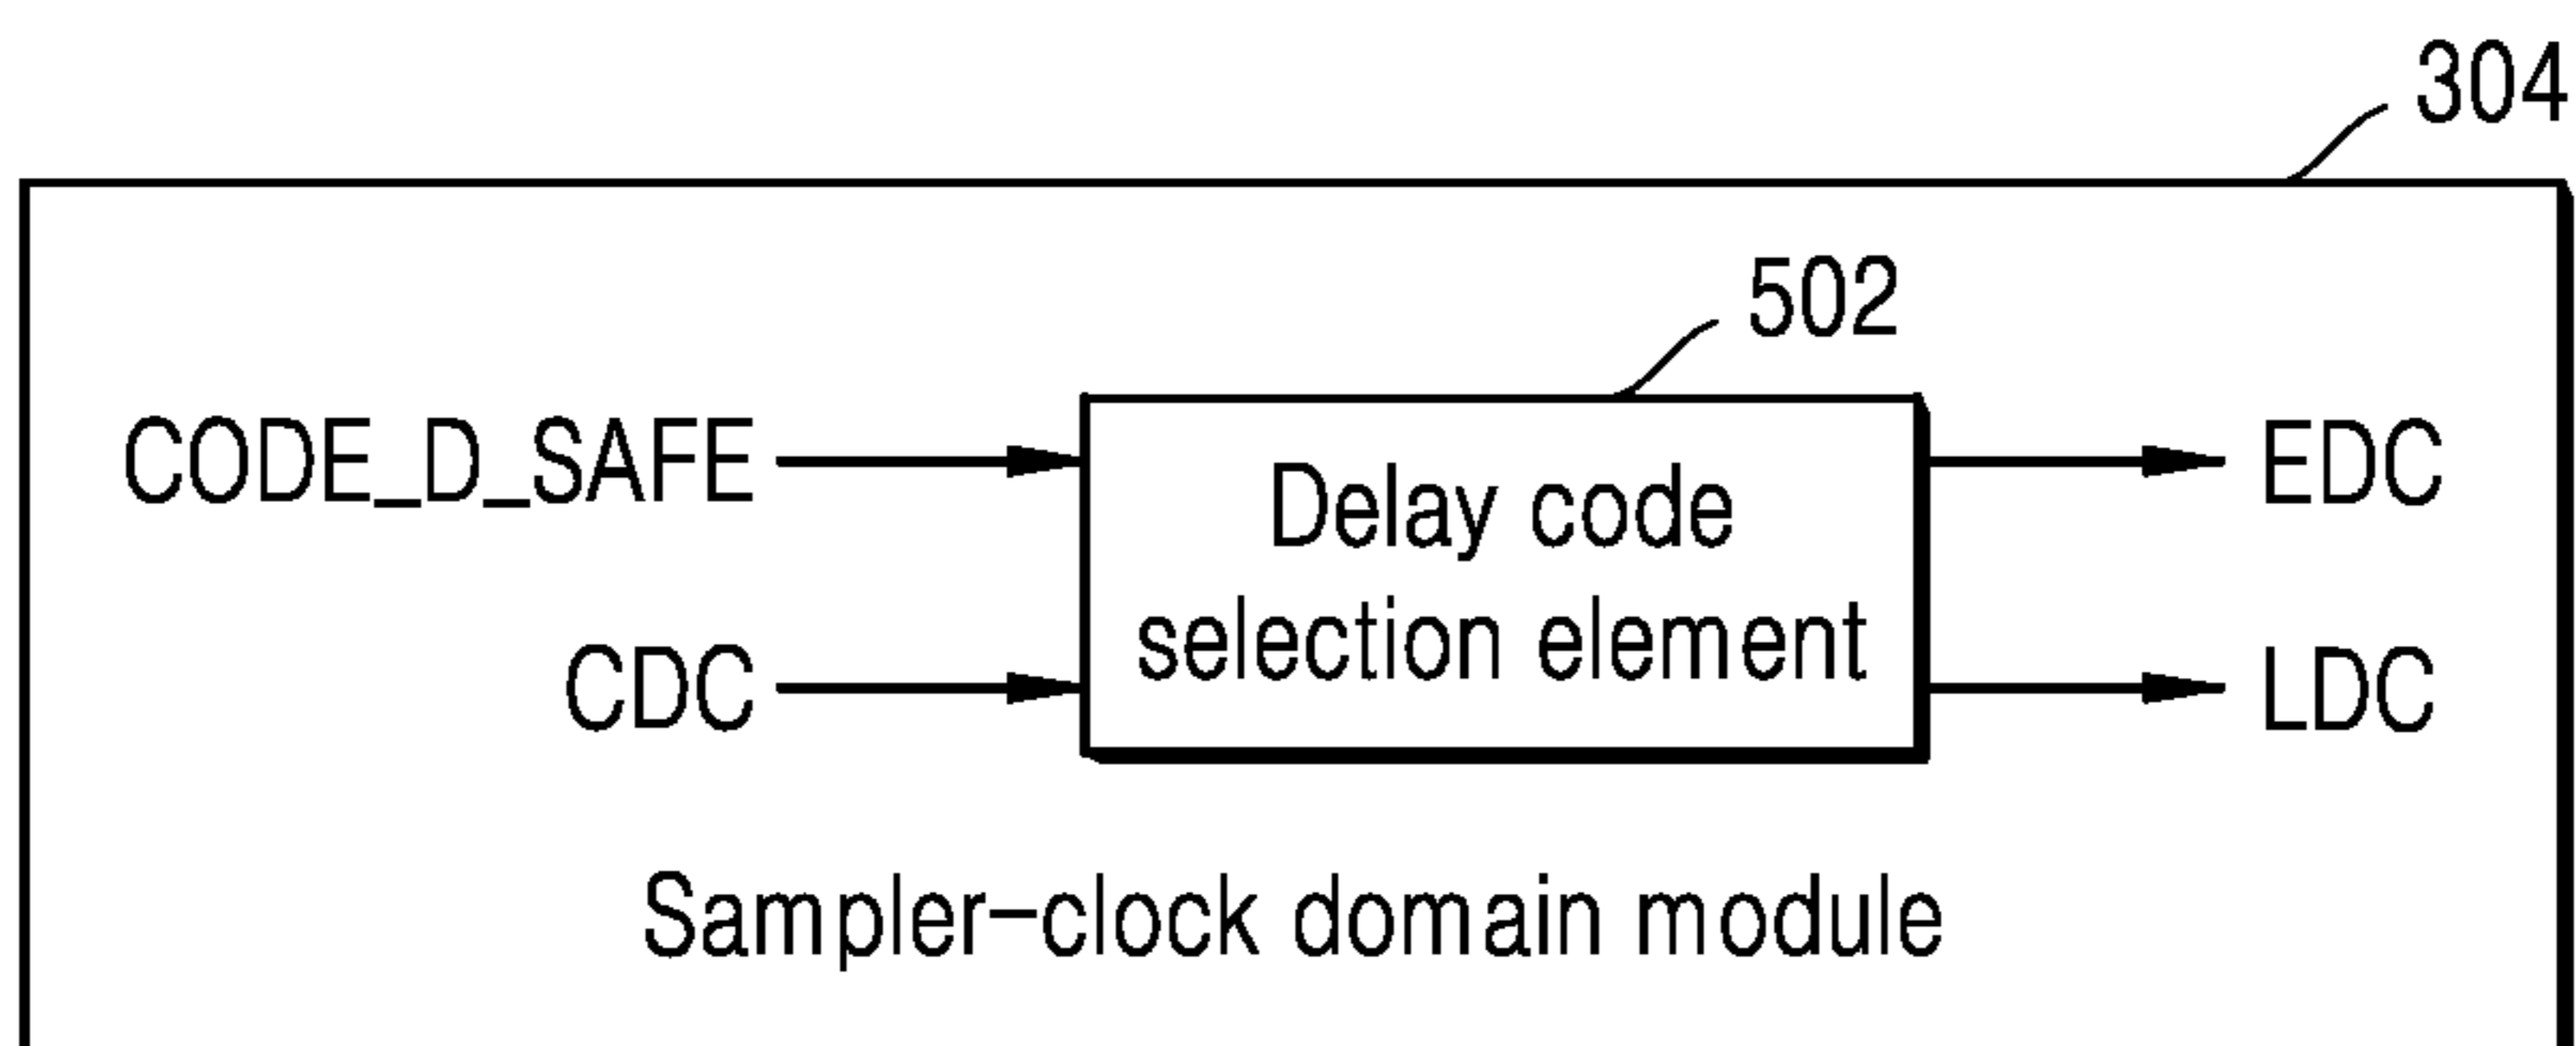 304
502
CODE_D_SAFE
EDC
Delay code
selection element
CDC
LDC
Sampler-clock domain module